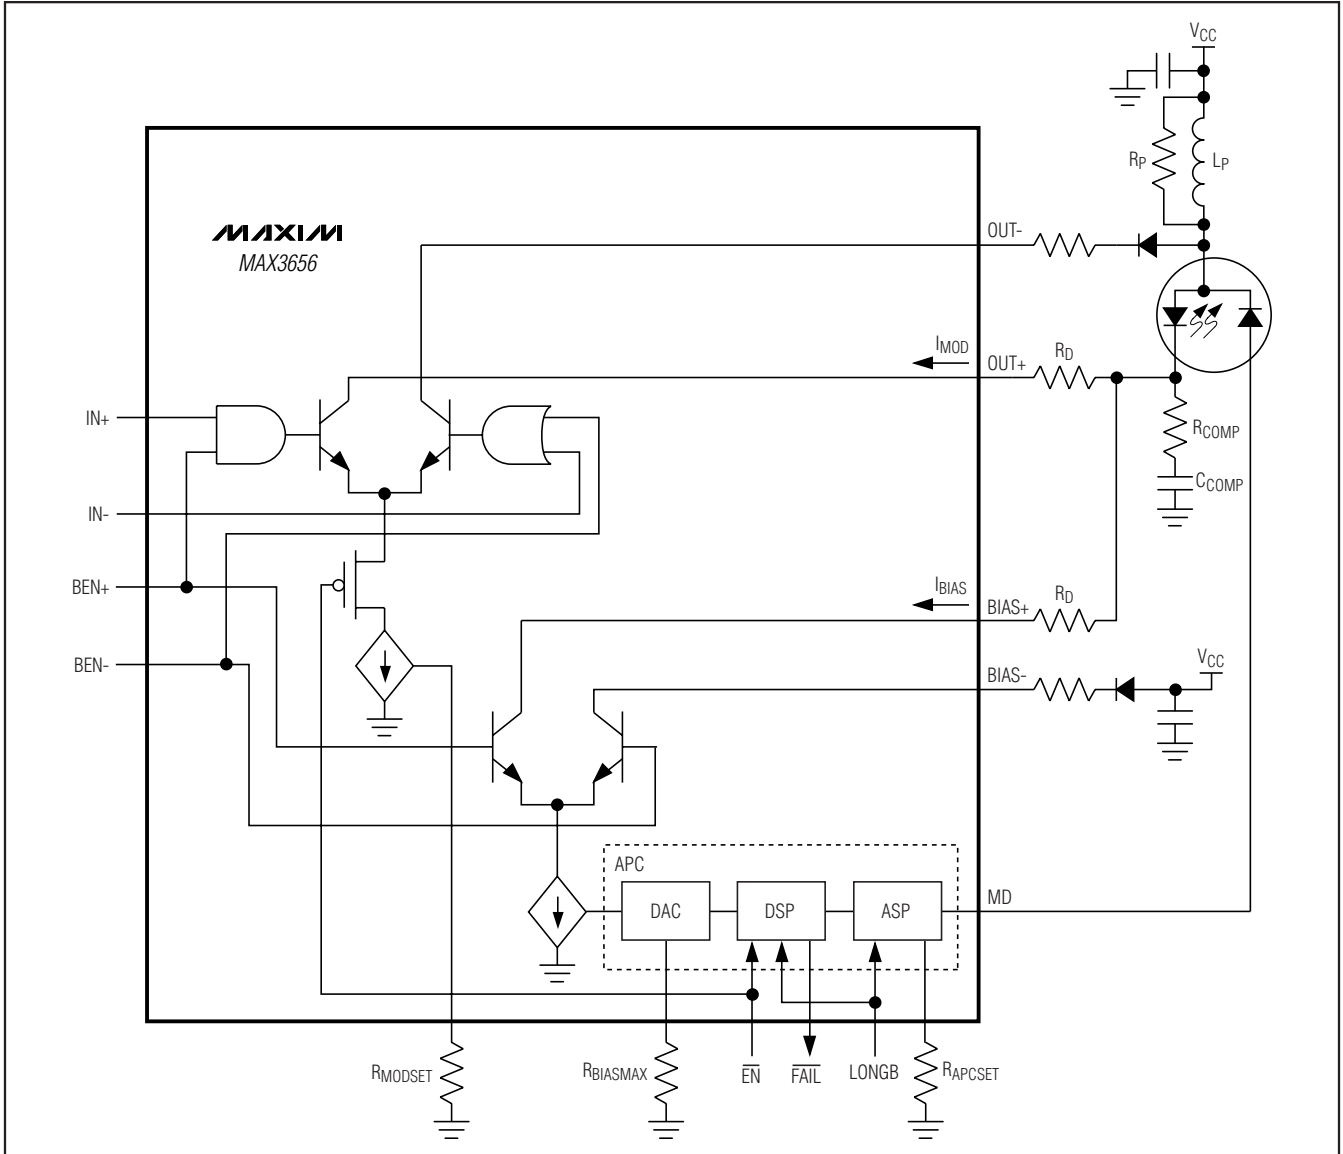 VCC
RP
LP
MAXIM
MAX3656
OUT-
IMOD
OUT+
RD
IN+
RCOMP
CCOMP
IN-
BEN+
IBIAS
BIAS+
RD
BEN-
BIAS-
VCC
APC
DAC
DSP
ASP
MD
RMODSET
RBIASMAX
EN
FAIL
LONGB
RAPCSET